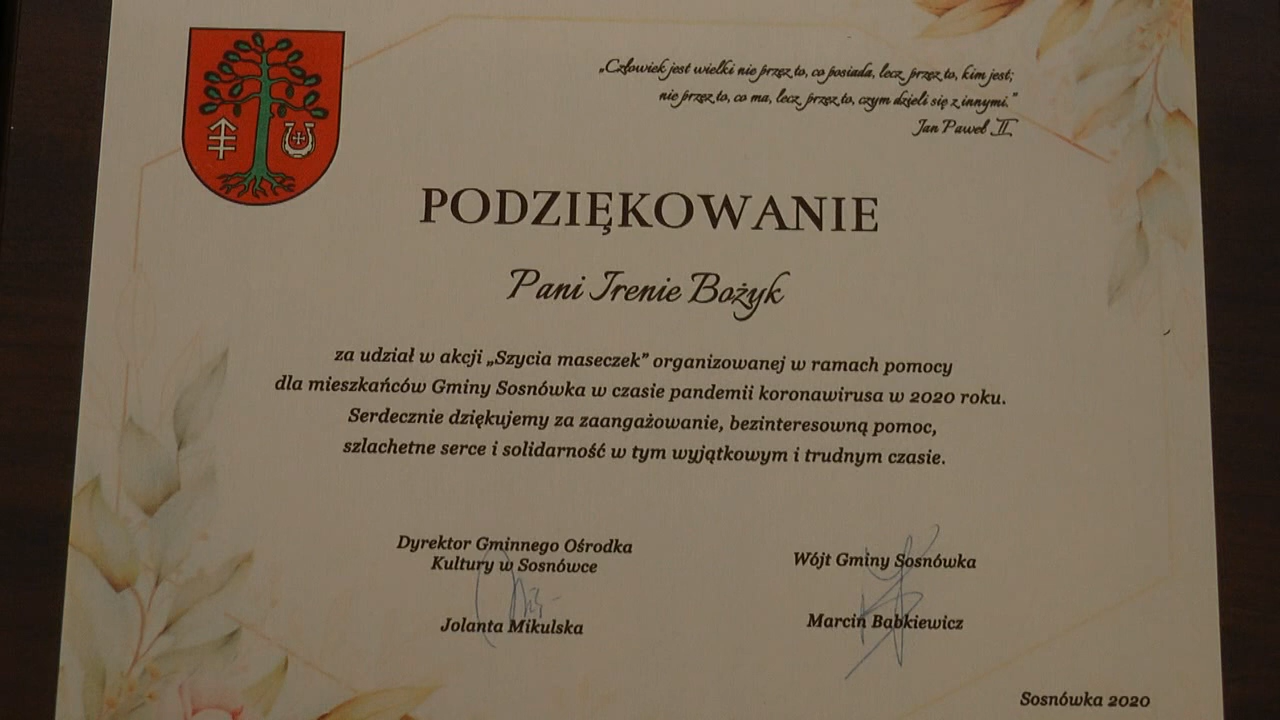 „Człowiek jest wielki nie przez to, co posiada, lecz przez to, kim jest;
nie przez to, co ma, lecz przez to, czym dzieli się z innymi.”
Jan Paweł II
PODZIĘKOWANIE
Pani Irenie Bożyk
za udział w akcji „Szycia maseczek” organizowanej w ramach pomocy
dla mieszkańców Gminy Sosnówka w czasie pandemii koronawirusa w 2020 roku.
Serdecznie dziękujemy za zaangażowanie, bezinteresowną pomoc,
szlachetne serce i solidarność w tym wyjątkowym i trudnym czasie.
Dyrektor Gminnego Ośrodka
Kultury w Sosnówce
Jolanta Mikulska
Wójt Gminy Sosnówka
Marcin Babkiewicz
Sosnówka 2020